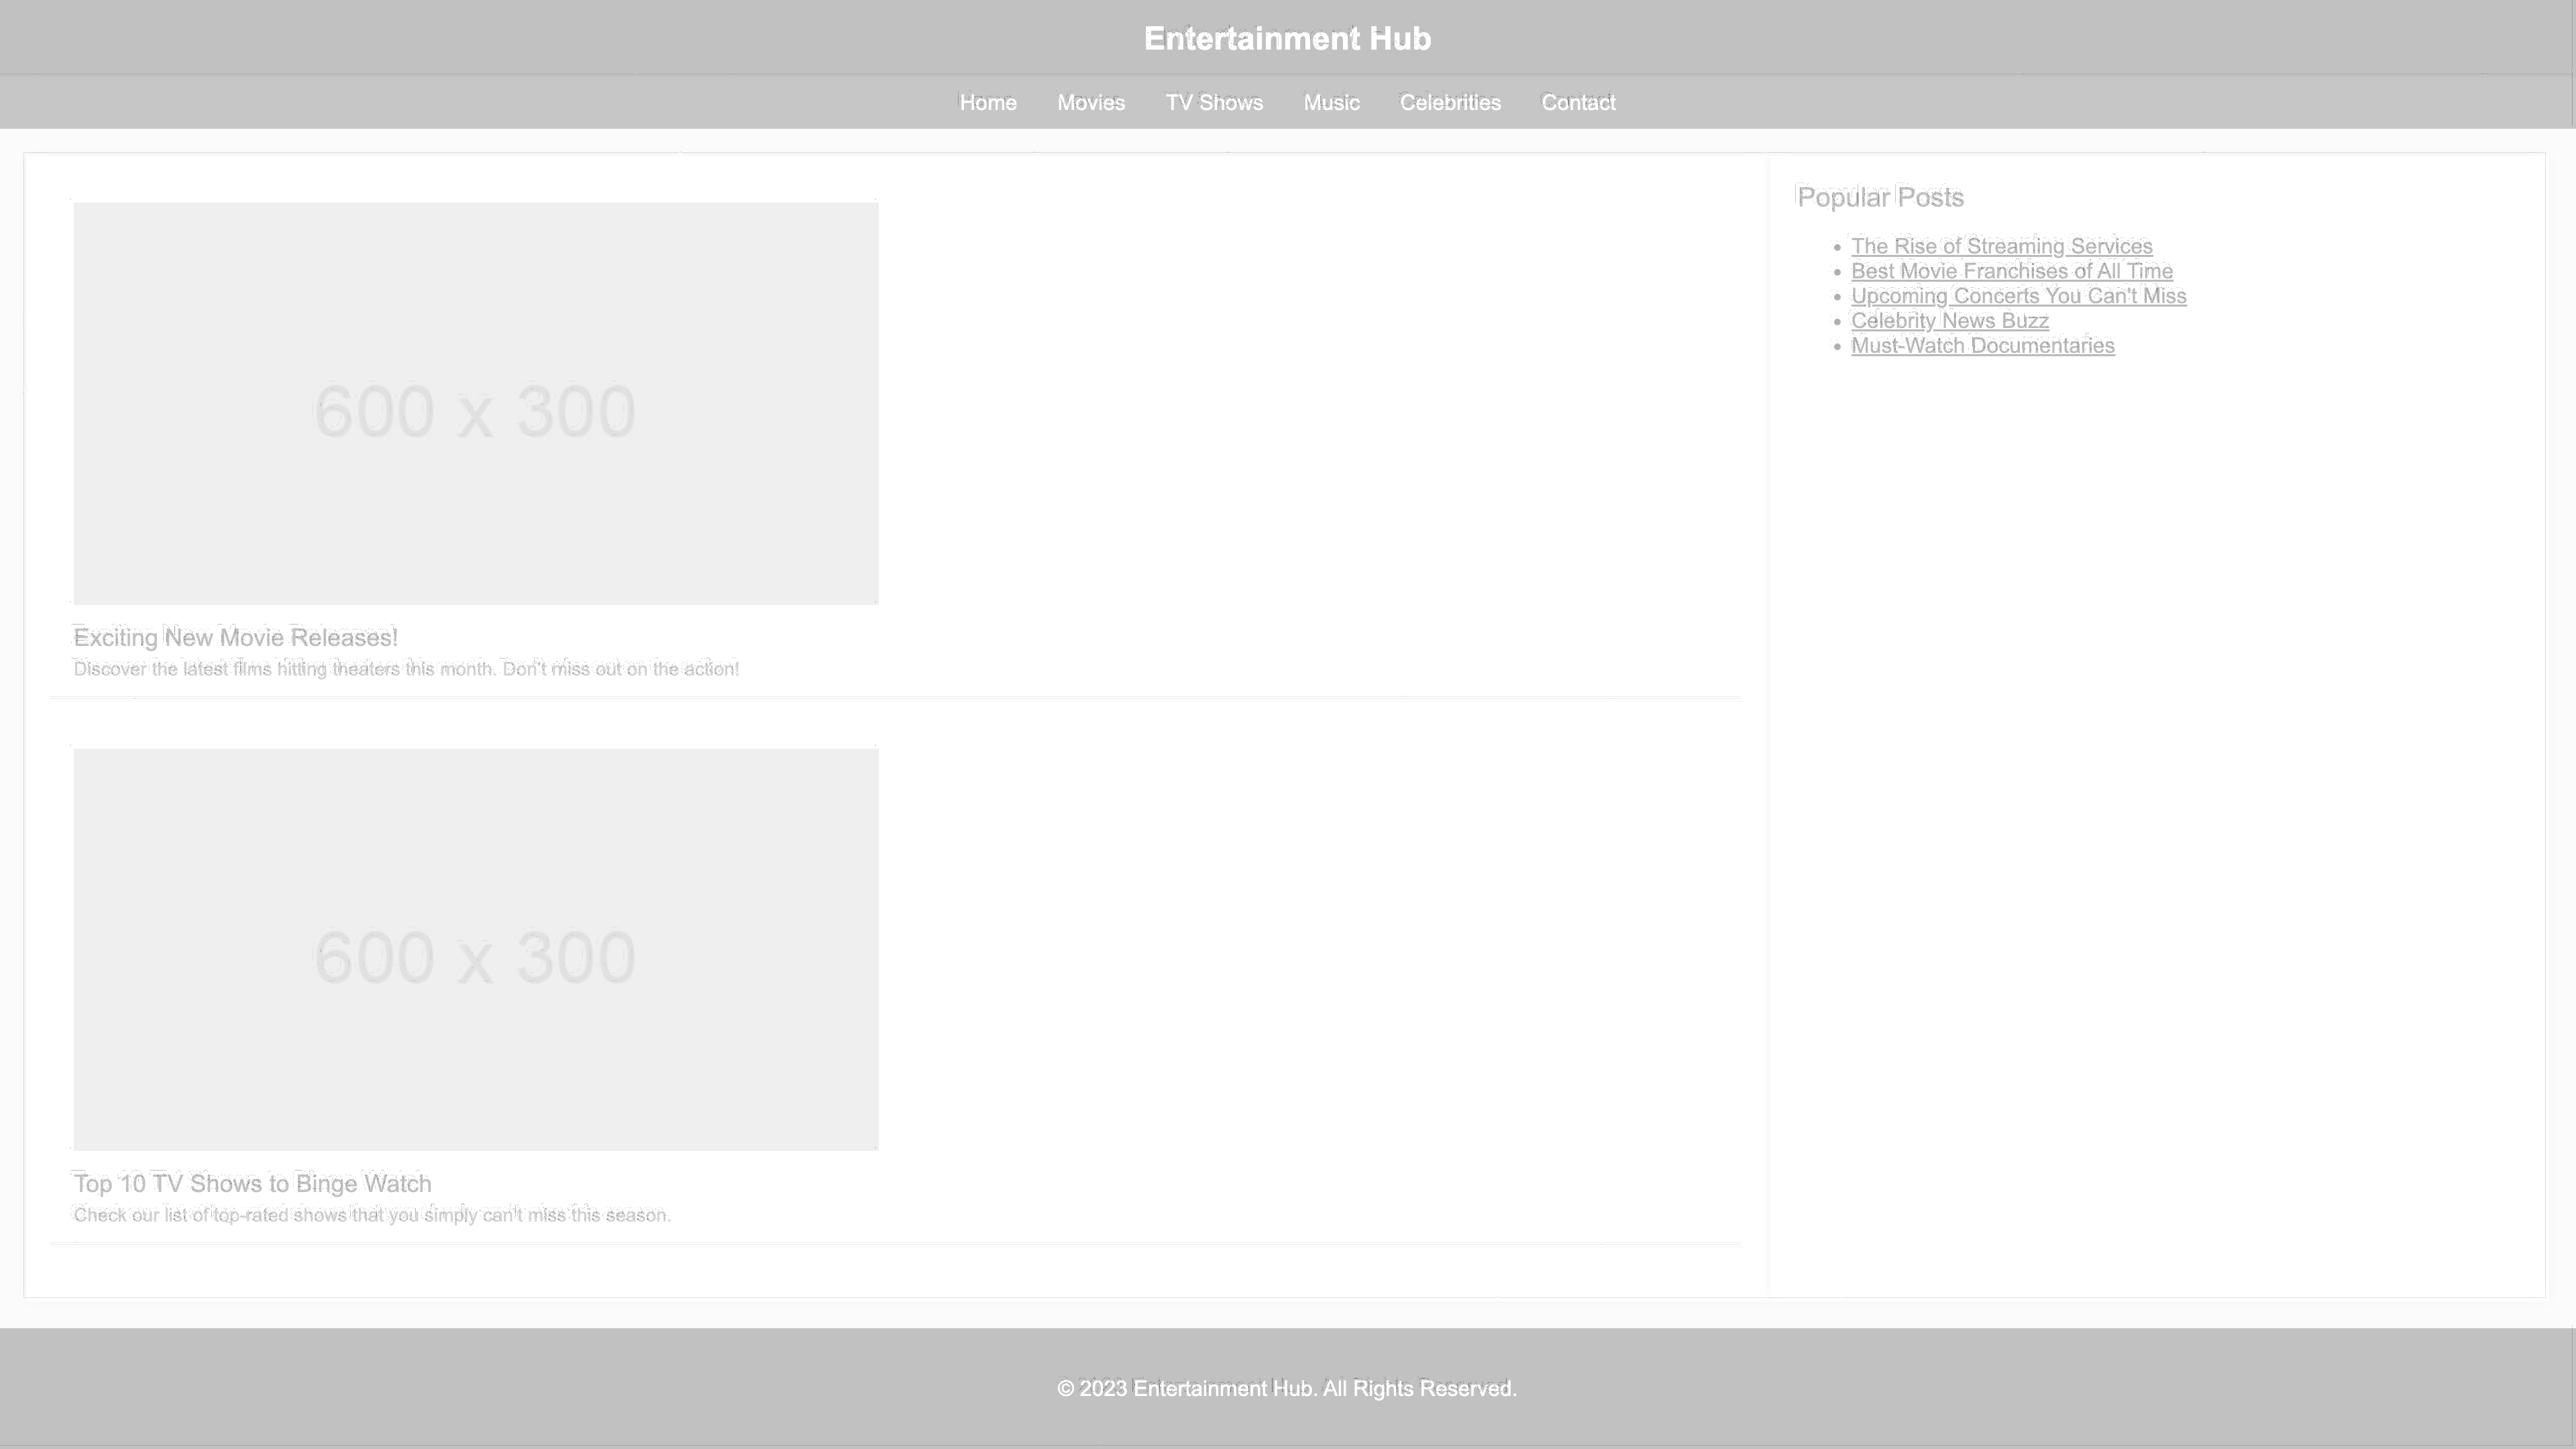 Entertainment Hub
Home Movies TV Shows Music Celebrities Contact
600 x 300
Exciting New Movie Releases!
Discover the latest films hitting theaters this month. Don't miss out on the action!
600 x 300
Top 10 TV Shows to Binge Watch
Check our list of top-rated shows that you simply can't miss this season.
Popular Posts
The Rise of Streaming Services
Best Movie Franchises of All Time
Upcoming Concerts You Can't Miss
Celebrity News Buzz
Must-Watch Documentaries
© 2023 Entertainment Hub. All Rights Reserved.